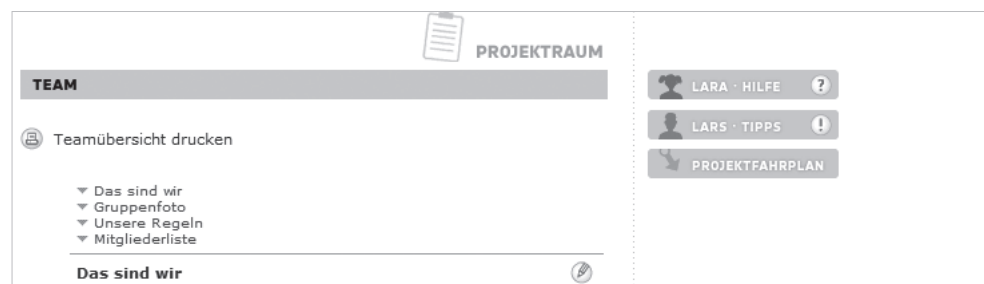 PROJEKTRAUM
TEAM
Teamübersicht drucken
Das sind wir
Gruppenfoto
Unsere Regeln
Mitgliederliste
Das sind wir
LARA · HILFE ?
LARS · TIPPS !
PROJEKTFAHRPLAN